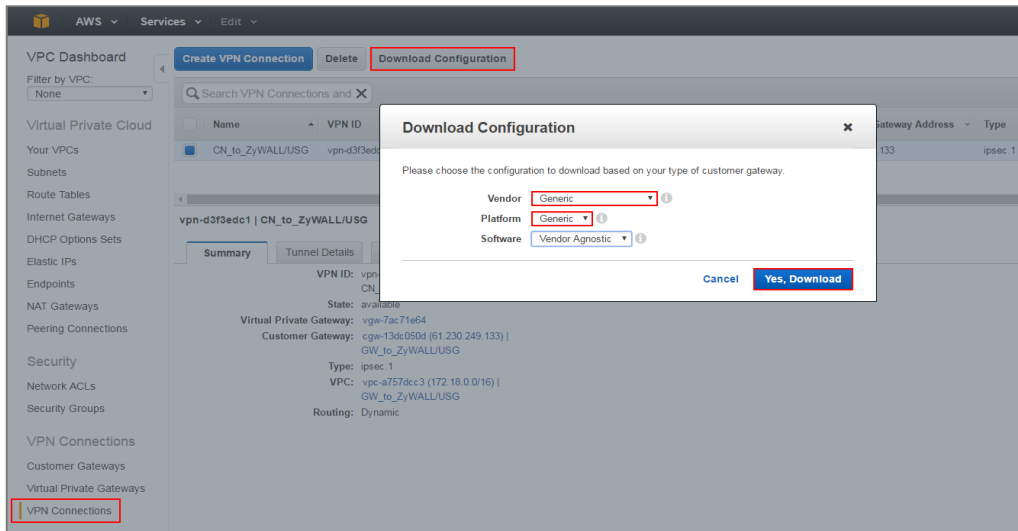 AWS Services Edit
VPC Dashboard
Filter by VPC:
None
Virtual Private Cloud
Your VPCs
Subnets
Route Tables
Internet Gateways
DHCP Options Sets
Elastic IPs
Endpoints
NAT Gateways
Peering Connections
Security
Network ACLs
Security Groups
VPN Connections
Customer Gateways
Virtual Private Gateways
VPN Connections
Create VPN Connection Delete Download Configuration
Search VPN Connections and
Name VPN ID Gateway Address Type
CN_to_ZyWALL/USG vpn-d3f3edc 133 ipsec.1
vpn-d3f3edc1 | CN_to_ZyWALL/USG
Summary Tunnel Details
VPN ID: vpn-
CN_
State: available
Virtual Private Gateway: vgw-7ac71e64
Customer Gateway: cgw-13dc050d (61.230.249.133) |
GW_to_ZyWALL/USG
Type: ipsec.1
VPC: vpc-a757dcc3 (172.18.0.0/16) |
GW_to_ZyWALL/USG
Routing: Dynamic
Download Configuration
Please choose the configuration to download based on your type of customer gateway.
Vendor Generic
Platform Generic
Software Vendor Agnostic
Cancel Yes, Download